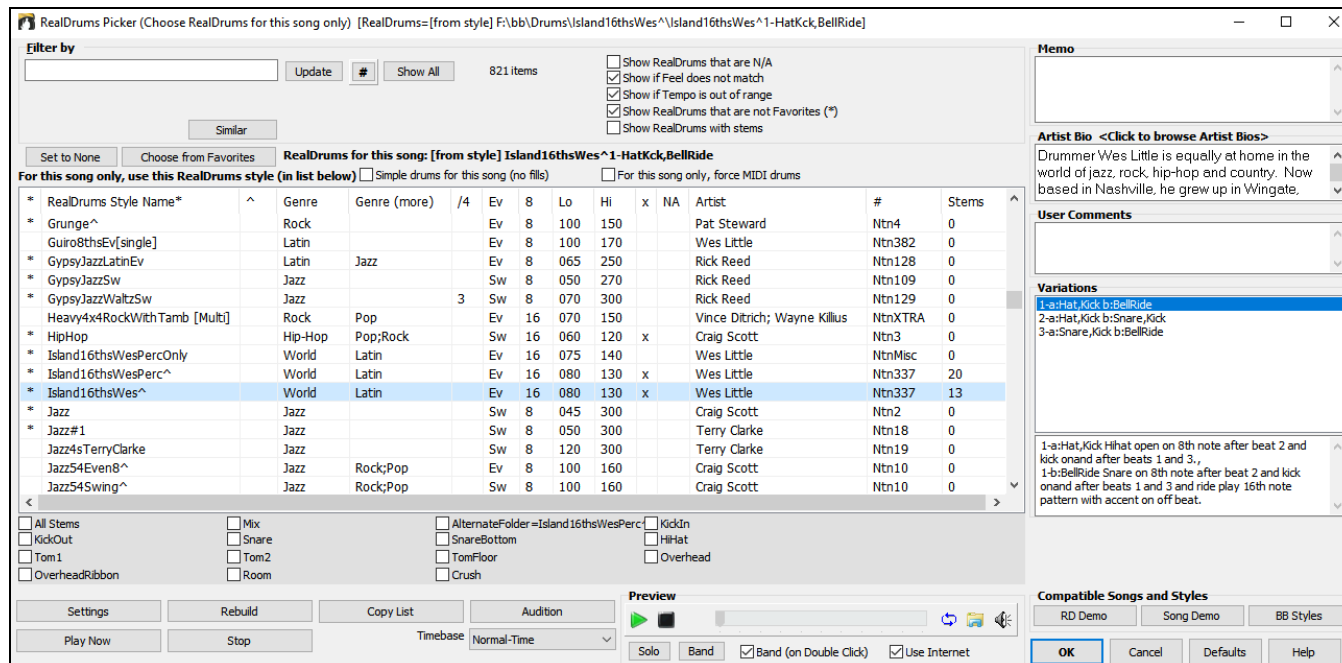 RealDrums Picker (Choose RealDrums for this song only) [RealDrums=[from style] F:\bb\Drums\Island16thsWes^\Island16thsWes^1-HatKck,BellRide]
Filter by
Update # Show All 821 items
Similar
Show RealDrums that are N/A
Show if Feel does not match
Show if Tempo is out of range
Show RealDrums that are not Favorites (*)
Show RealDrums with stems
Set to None Choose from Favorites RealDrums for this song: [from style] Island16thsWes^1-HatKck,BellRide
For this song only, use this RealDrums style (in list below) Simple drums for this song (no fills) For this song only, force MIDI drums
* RealDrums Style Name* ^ Genre Genre (more) /4 Ev 8 Lo Hi x NA Artist # Stems
* Grunge^ Rock Ev 8 100 150 Pat Steward Ntn4 0
Guiro8thsEv[single] Latin Ev 8 100 170 Wes Little Ntn382 0
* GypsyJazzLatinEv Latin Jazz Ev 8 065 250 Rick Reed Ntn128 0
* GypsyJazzSw Jazz Sw 8 050 270 Rick Reed Ntn109 0
* GypsyJazzWaltzSw Jazz 3 Sw 8 070 300 Rick Reed Ntn129 0
Heavy4x4RockWithTamb [Multi] Rock Pop Ev 16 070 150 Vince Ditrich; Wayne Killius NtnXTRA 0
* HipHop Hip-Hop Pop;Rock Sw 16 060 120 x Craig Scott Ntn3 0
* Island16thsWesPercOnly World Latin Ev 16 075 140 Wes Little NtnMisc 0
* Island16thsWesPerc^ World Latin Ev 16 080 130 x Wes Little Ntn337 20
* Island16thsWes^ World Latin Ev 16 080 130 x Wes Little Ntn337 13
* Jazz Jazz Sw 8 045 300 Craig Scott Ntn2 0
* Jazz#1 Jazz Sw 8 050 300 Terry Clarke Ntn18 0
Jazz4sTerryClarke Jazz Sw 8 120 300 Terry Clarke Ntn19 0
Jazz54Even8^ Jazz Rock;Pop Ev 8 100 160 Craig Scott Ntn10 0
Jazz54Swing^ Jazz Rock;Pop Sw 8 100 160 Craig Scott Ntn10 0
All Stems Mix AlternateFolder=Island16thsWesPerc^ KickIn
KickOut Snare SnareBottom HiHat
Tom1 Tom2 TomFloor Overhead
OverheadRibbon Room Crush
Settings Rebuild Copy List Audition
Play Now Stop Timebase Normal-Time
Preview
Solo Band Band (on Double Click) Use Internet
Memo
Artist Bio <Click to browse Artist Bios>
Drummer Wes Little is equally at home in the
world of jazz, rock, hip-hop and country. Now
based in Nashville, he grew up in Wingate,
User Comments
Variations
1-a:Hat,Kick b:BellRide
2-a:Hat,Kick b:Snare,Kick
3-a:Snare,Kick b:BellRide
1-a:Hat,Kick Hihat open on 8th note after beat 2 and
kick onand after beats 1 and 3.,
1-b:BellRide Snare on 8th note after beat 2 and kick
onand after beats 1 and 3 and ride play 16th note
pattern with accent on off beat.
Compatible Songs and Styles
RD Demo Song Demo BB Styles
OK Cancel Defaults Help